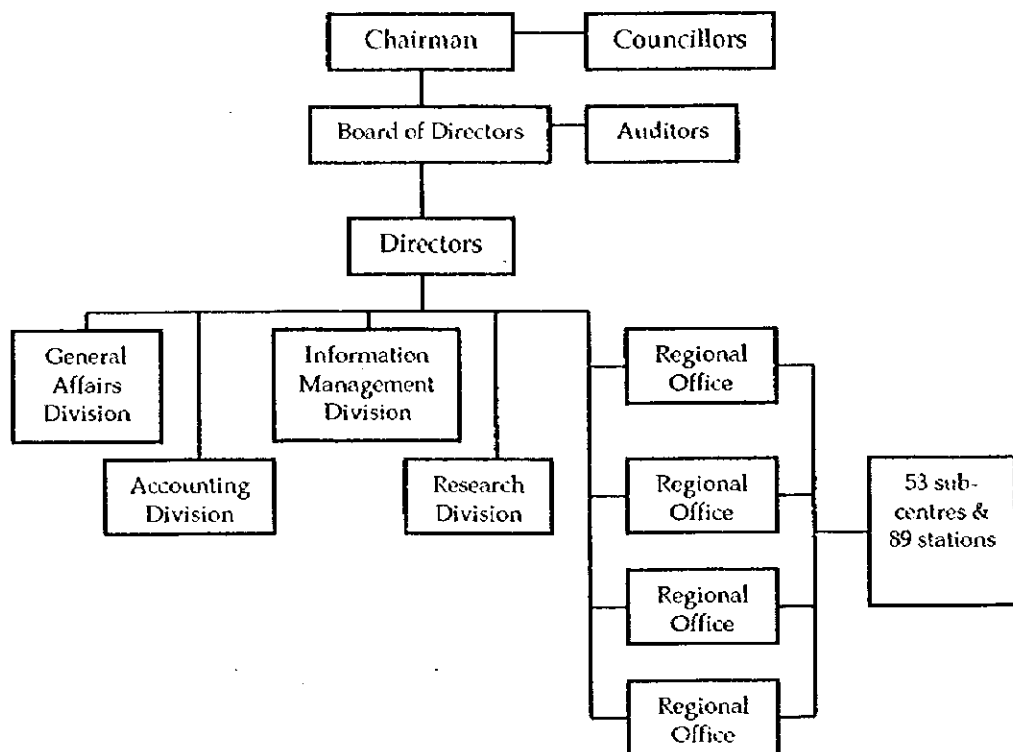 Chairman
Councillors
Board of Directors
Auditors
Directors
General
Affairs
Division
Information
Management
Division
Accounting
Division
Research
Division
Regional
Office
Regional
Office
Regional
Office
Regional
Office
53 sub-
centres &
89 stations